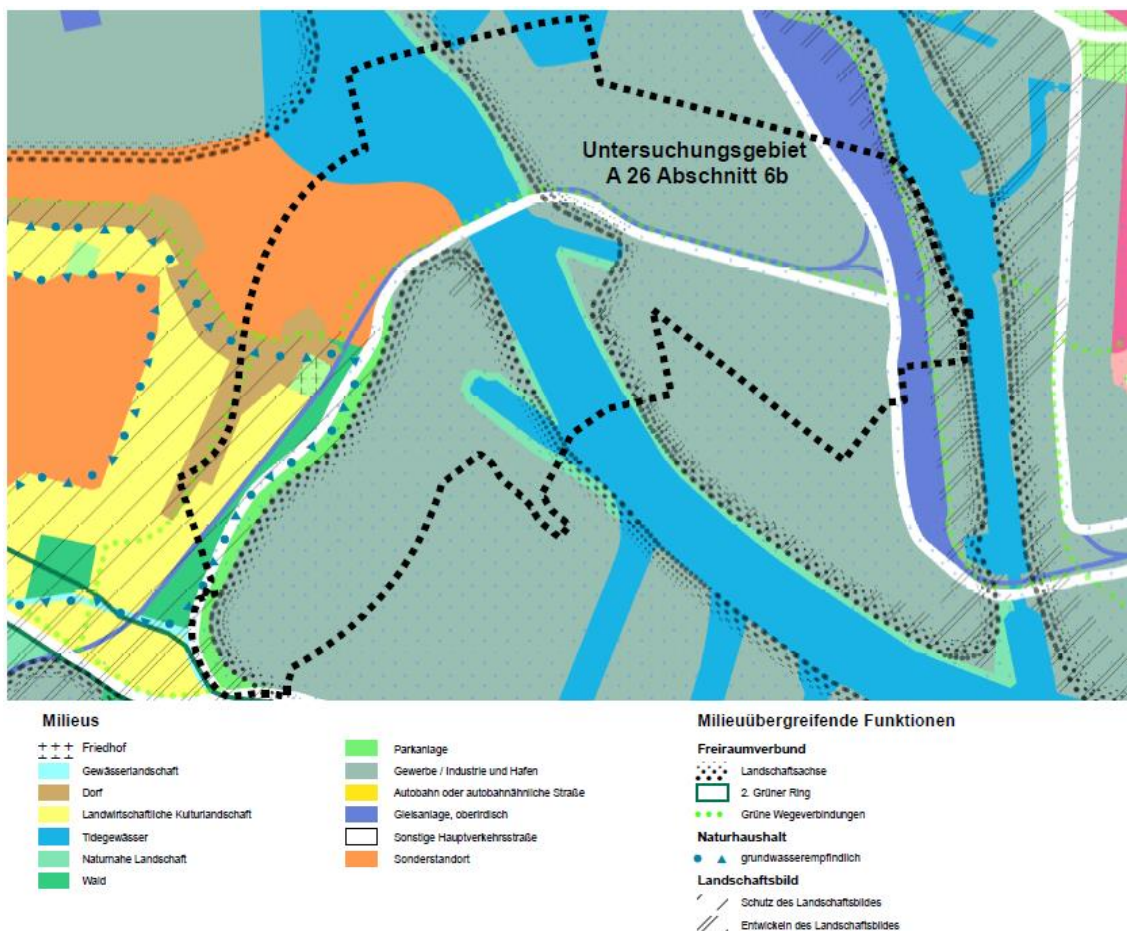 Untersuchungsgebiet
A 26 Abschnitt 6b
Milieus
Friedhof
Gewässerlandschaft
Dorf
Landwirtschaftliche Kulturlandschaft
Tidegewässer
Naturnahe Landschaft
Wald
Parkanlage
Gewerbe / Industrie und Hafen
Autobahn oder autobahnähnliche Straße
Gleisanlage, oberirdisch
Sonstige Hauptverkehrsstraße
Sonderstandort
Milieuübergreifende Funktionen
Freiraumverbund
Landschaftsachse
2. Grüner Ring
Grüne Wegeverbindungen
Naturhaushalt
grundwasserempfindlich
Landschaftsbild
Schutz des Landschaftsbildes
Entwickeln des Landschaftsbildes